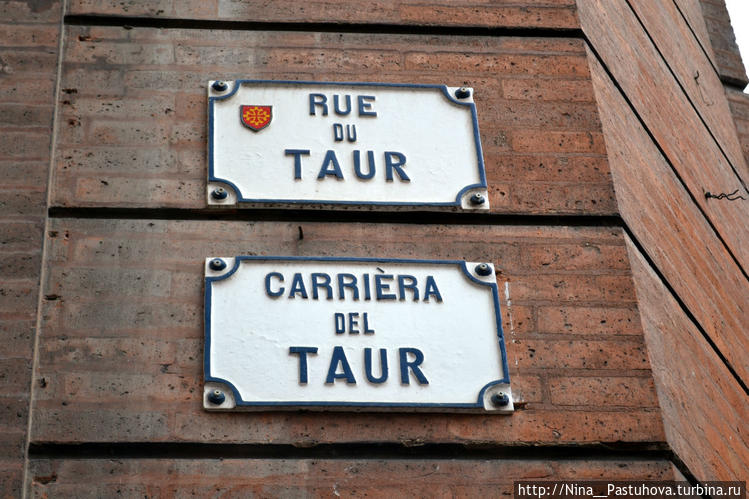 RUE
DU
TAUR
CARRIÈRA
DEL
TAUR
http://Nina__Pastuhova.turbina.ru